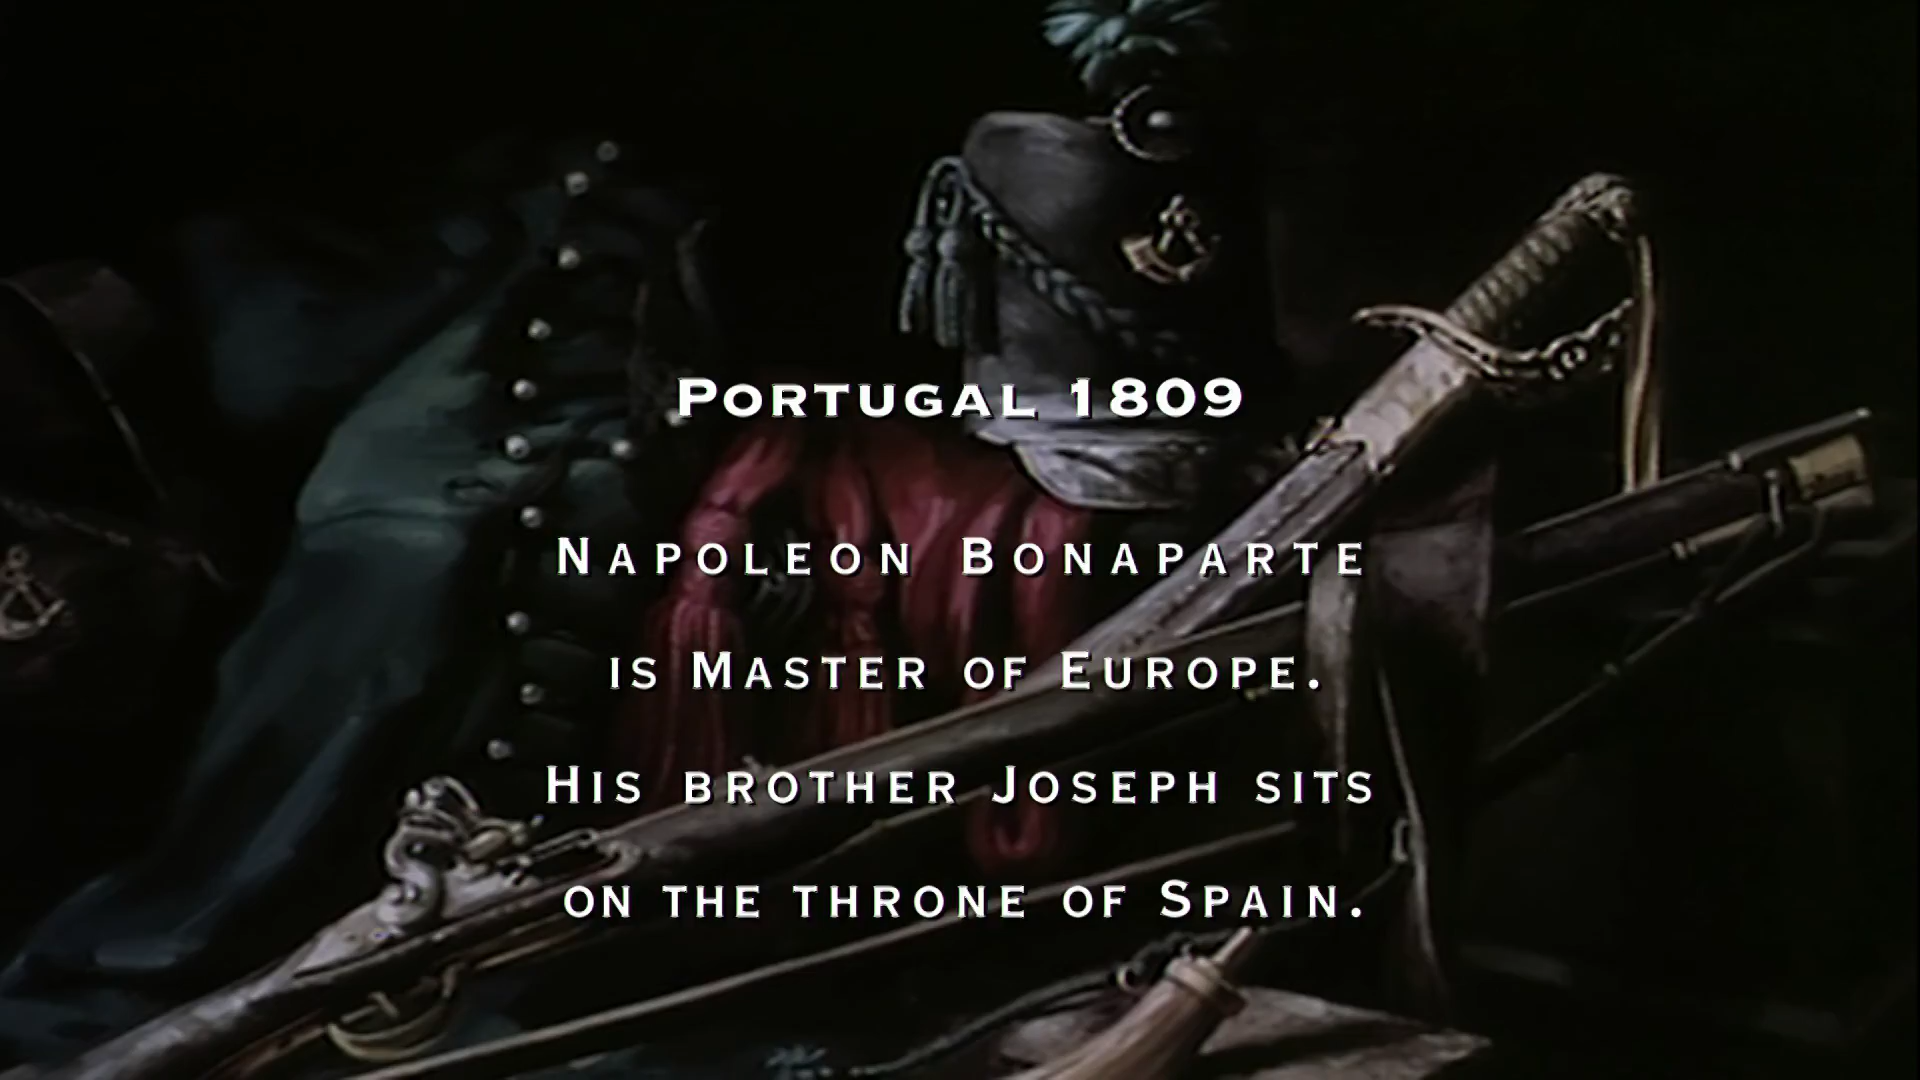 Portugal 1809
Napoleon Bonaparte
is Master of Europe.
His brother Joseph sits
on the throne of Spain.